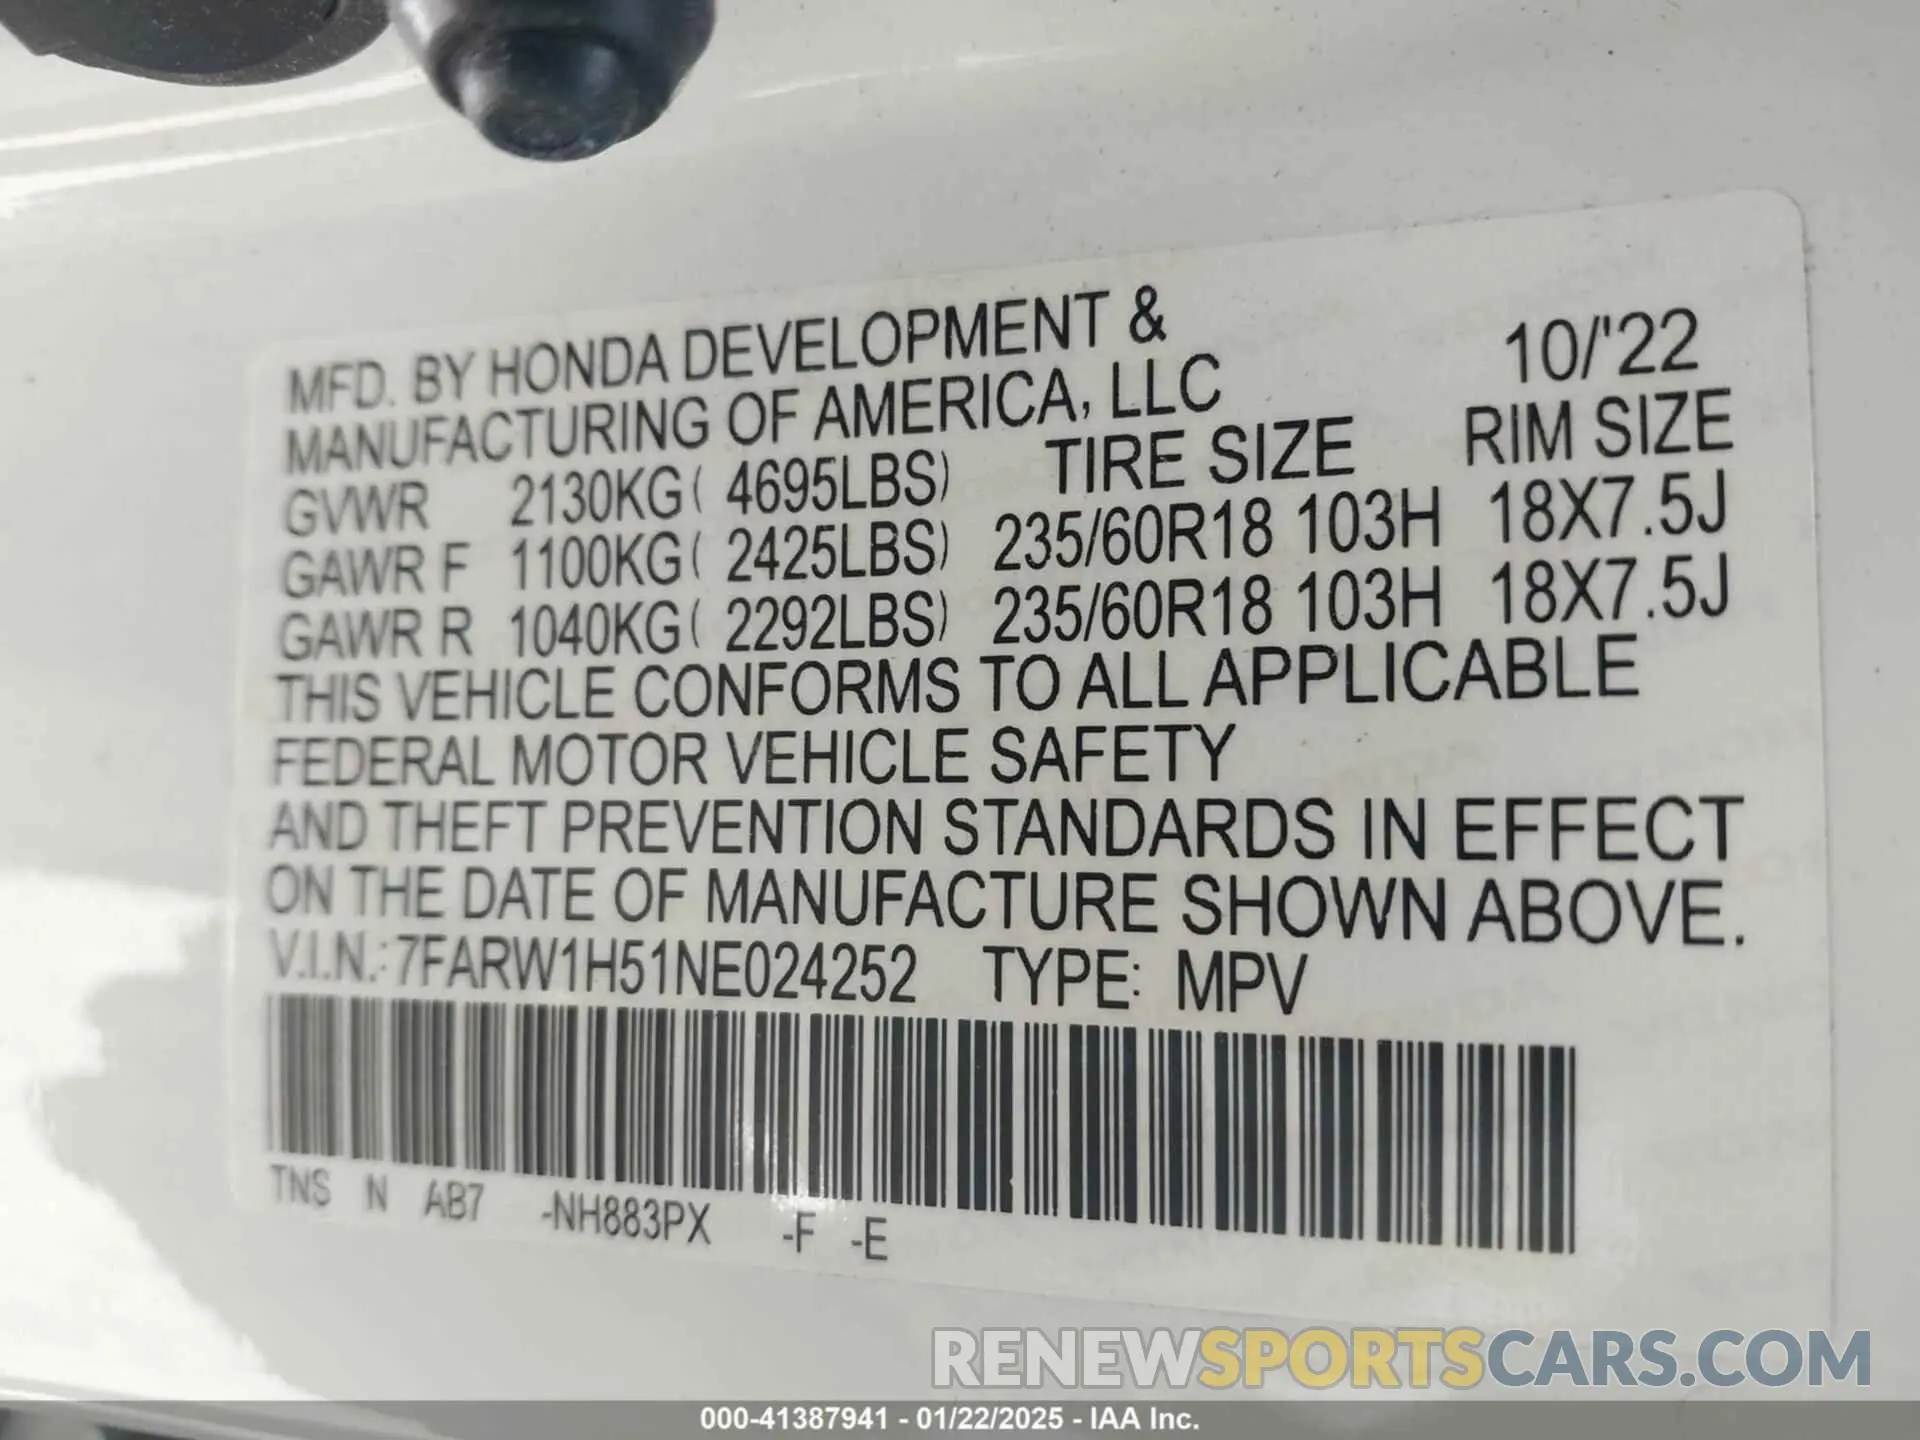 MFD. BY HONDA DEVELOPMENT &
MANUFACTURING OF AMERICA, LLC 10/'22
GVWR 2130KG( 4695LBS) TIRE SIZE RIM SIZE
GAWR F 1100KG( 2425LBS) 235/60R18 103H 18X7.5J
GAWR R 1040KG( 2292LBS) 235/60R18 103H 18X7.5J
THIS VEHICLE CONFORMS TO ALL APPLICABLE
FEDERAL MOTOR VEHICLE SAFETY
AND THEFT PREVENTION STANDARDS IN EFFECT
ON THE DATE OF MANUFACTURE SHOWN ABOVE.
V.I.N.: 7FARW1H51NE024252 TYPE: MPV
TNS N AB7 -NH883PX -F -E
RENEWSPORTSCARS.COM
000-41387941 - 01/22/2025 - IAA Inc.